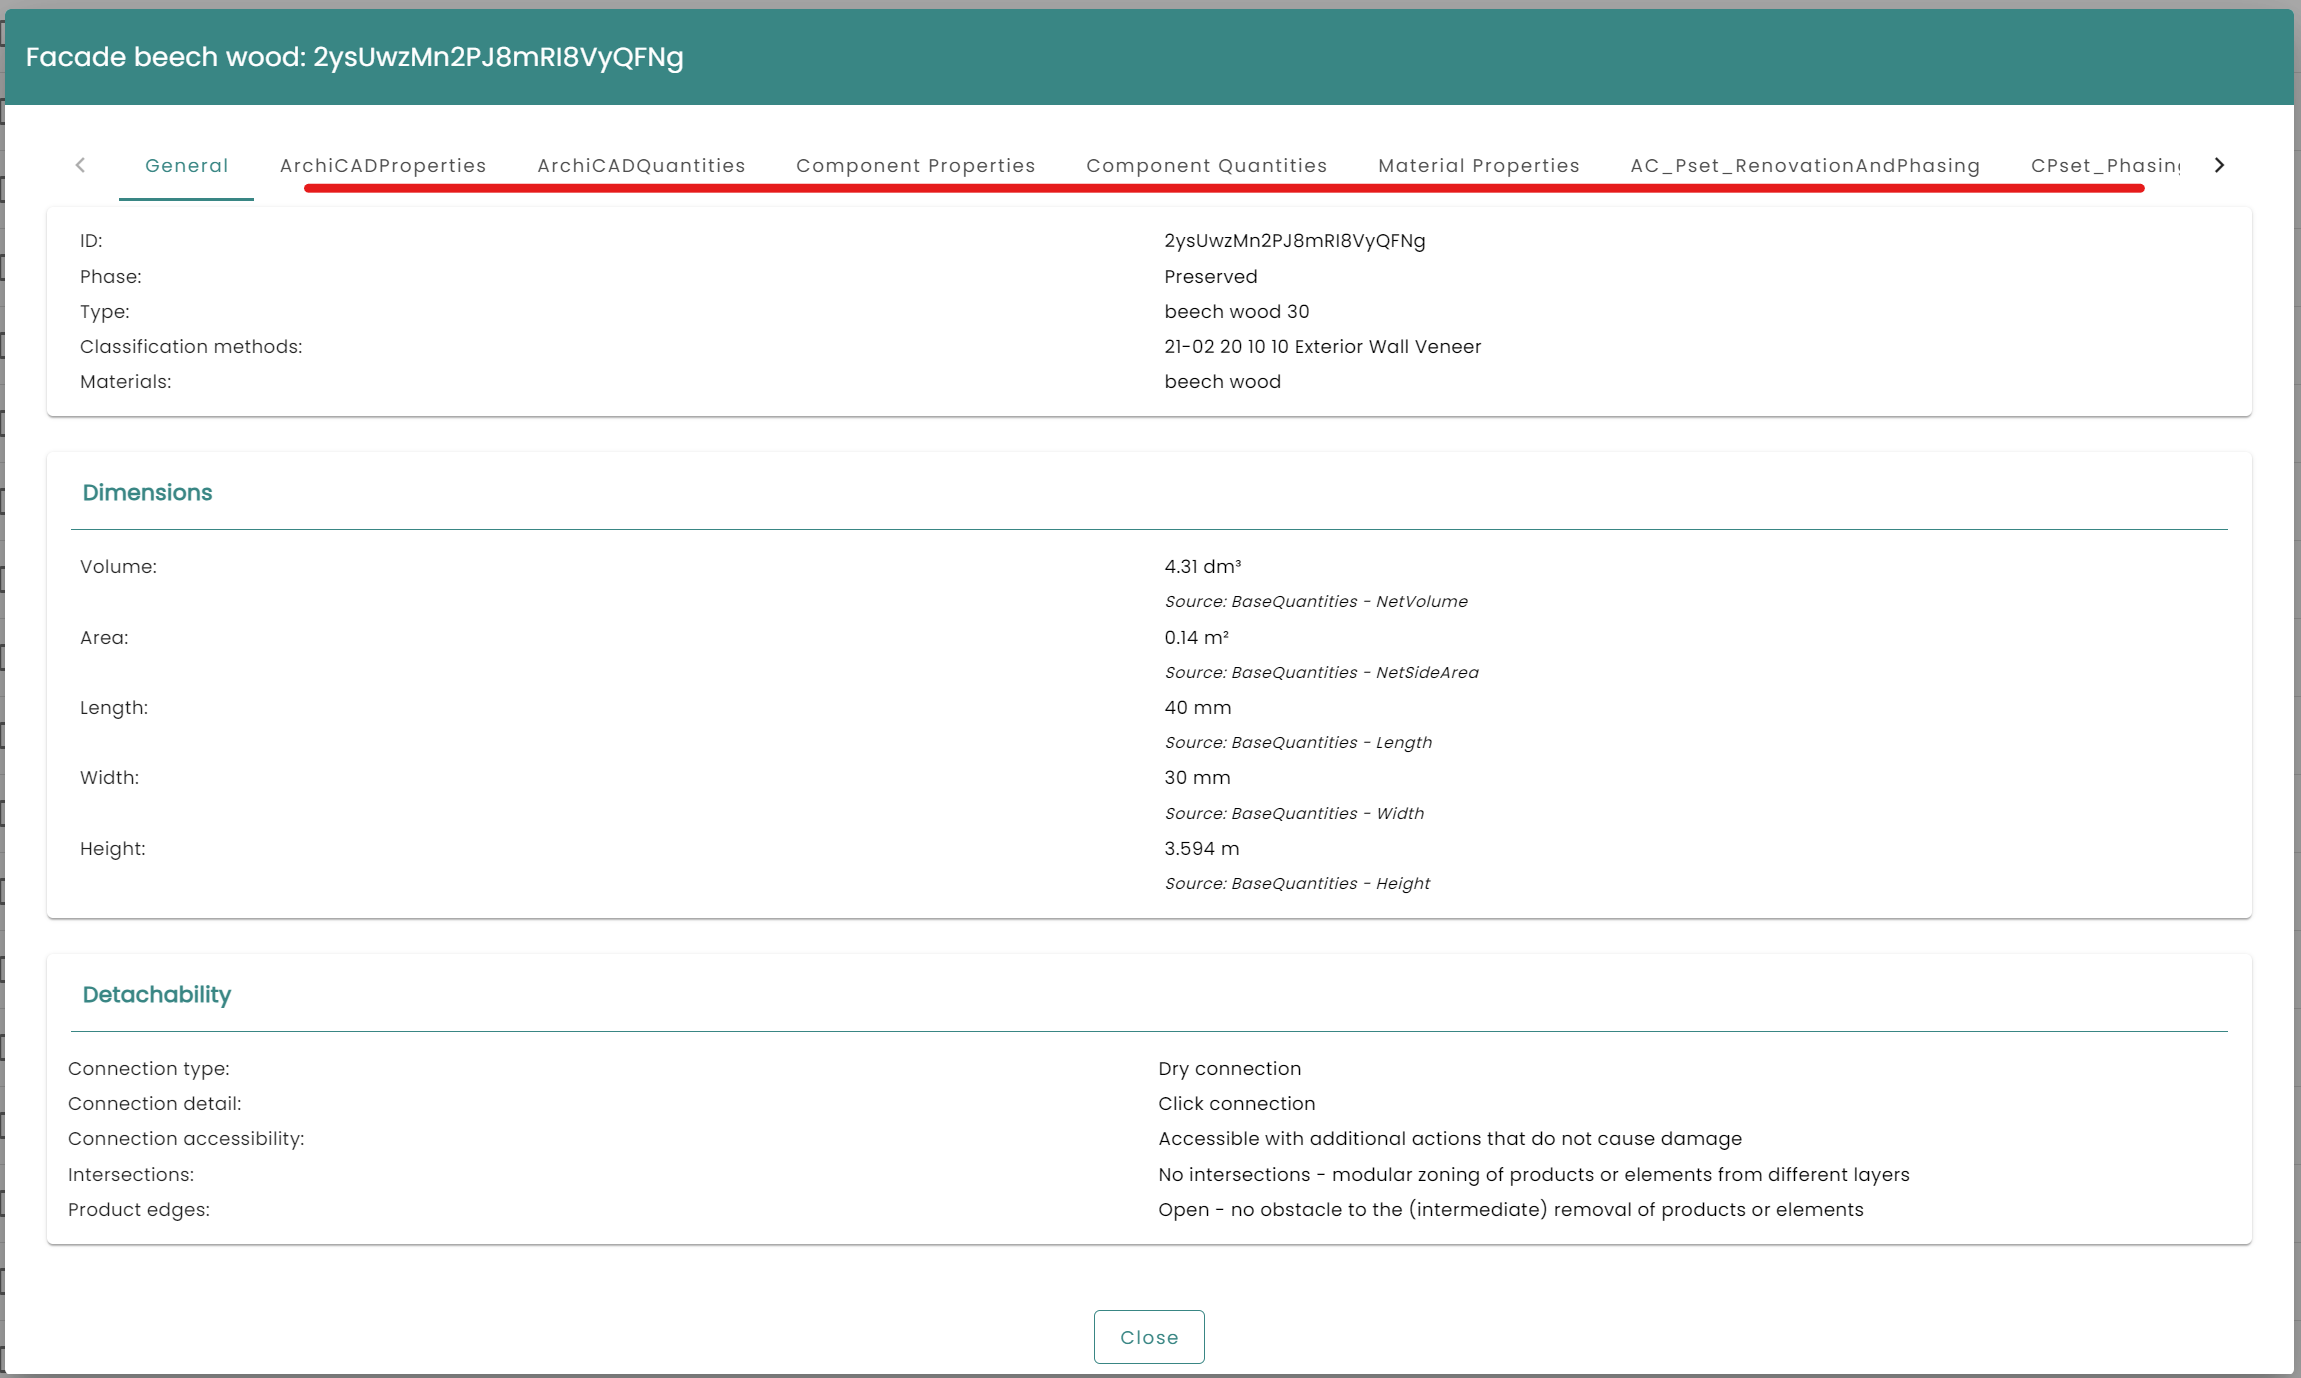 Facade beech wood: 2ysUwzMn2PJ8mRI8VyQFNg
General ArchiCADProperties ArchiCADQuantities Component Properties Component Quantities Material Properties AC_Pset_RenovationAndPhasing CPset_Phasing
ID: 2ysUwzMn2PJ8mRI8VyQFNg
Phase: Preserved
Type: beech wood 30
Classification methods: 21-02 20 10 10 Exterior Wall Veneer
Materials: beech wood
Dimensions
Volume: 4.31 dm³
Source: BaseQuantities - NetVolume
Area: 0.14 m²
Source: BaseQuantities - NetSideArea
Length: 40 mm
Source: BaseQuantities - Length
Width: 30 mm
Source: BaseQuantities - Width
Height: 3.594 m
Source: BaseQuantities - Height
Detachability
Connection type: Dry connection
Connection detail: Click connection
Connection accessibility: Accessible with additional actions that do not cause damage
Intersections: No intersections - modular zoning of products or elements from different layers
Product edges: Open - no obstacle to the (intermediate) removal of products or elements
Close